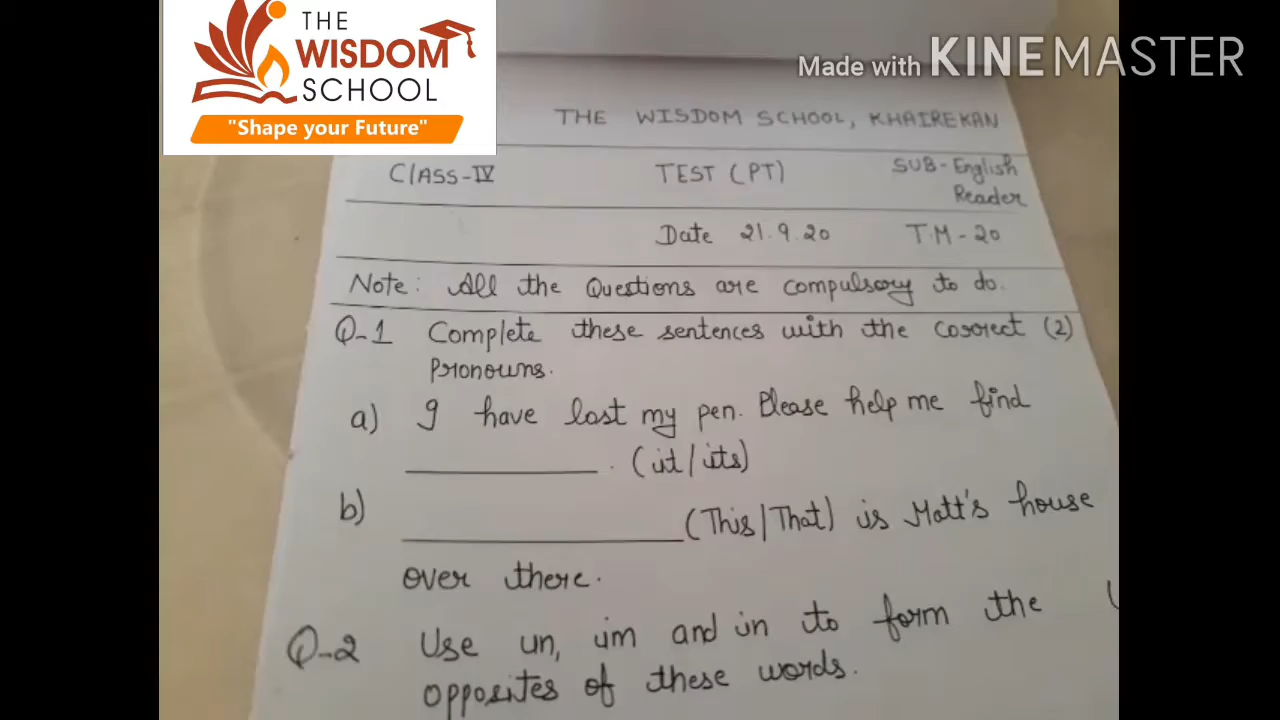 THE
WISDOM
SCHOOL
"Shape your Future"
Made with KINEMASTER
THE WISDOM SCHOOL, KHAIREKAN
Class-IV TEST (PT) SUB-English
Reader
Date 21.9.20 T.M-20
Note: All the Questions are compulsory to do.
Q-1 Complete these sentences with the correct (2)
Pronouns.
a) I have lost my pen. Please help me find
____________. (it/its)
b) __________________(This/That) is Matt's house
over there.
Q-2 Use un, im and in to form the (
opposites of these words.